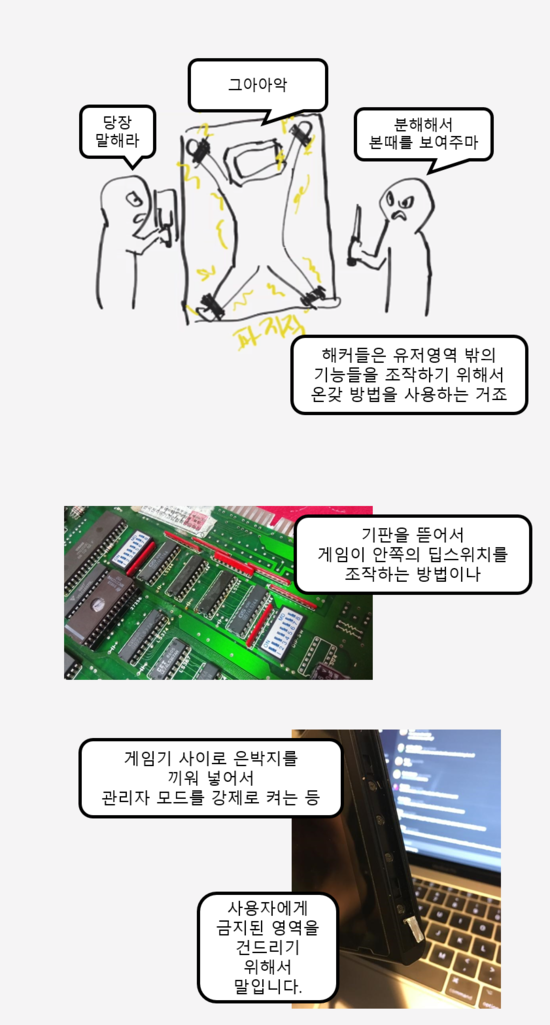 그아아악
당장
말해라
분해해서
본때를 보여주마
파지직
해커들은 유저영역 밖의
기능들을 조작하기 위해서
온갖 방법을 사용하는 거죠
기판을 뜯어서
게임이 안쪽의 딥스위치를
조작하는 방법이나
게임기 사이로 은박지를
끼워 넣어서
관리자 모드를 강제로 켜는 등
사용자에게
금지된 영역을
건드리기
위해서
말입니다.